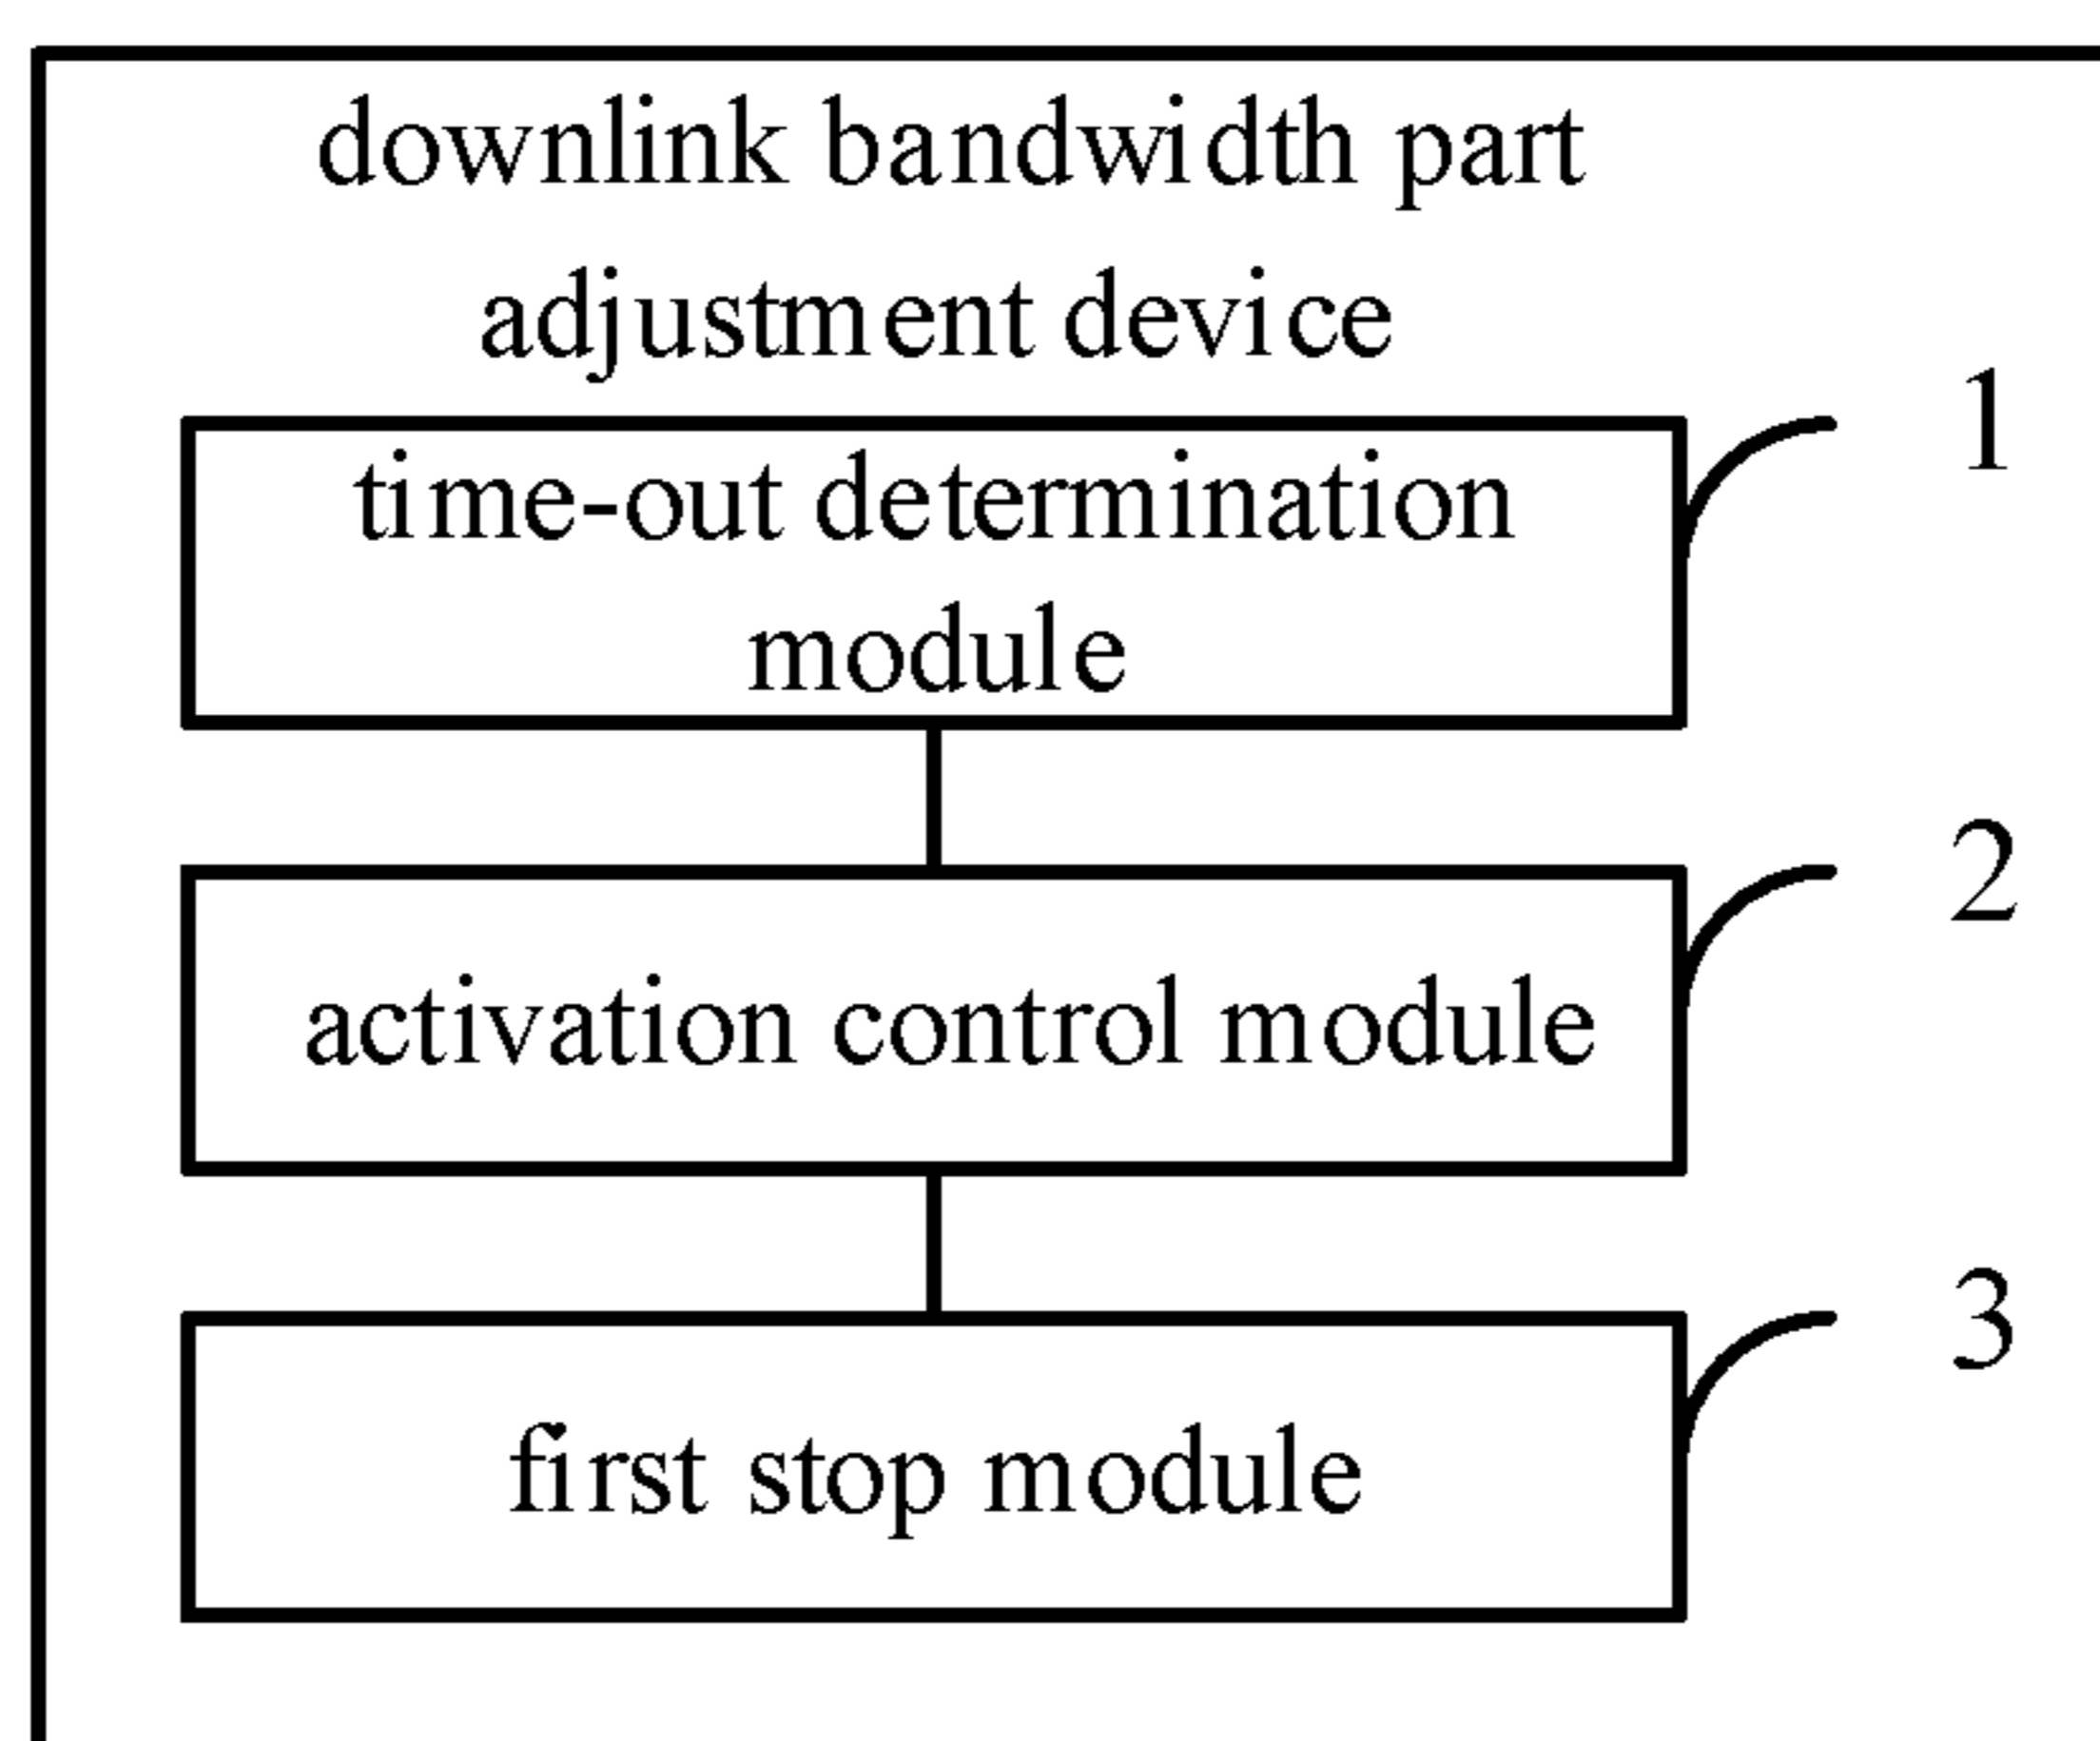 downlink bandwidth part
adjustment device
1
time-out determination
module
2
activation control module
3
first stop module